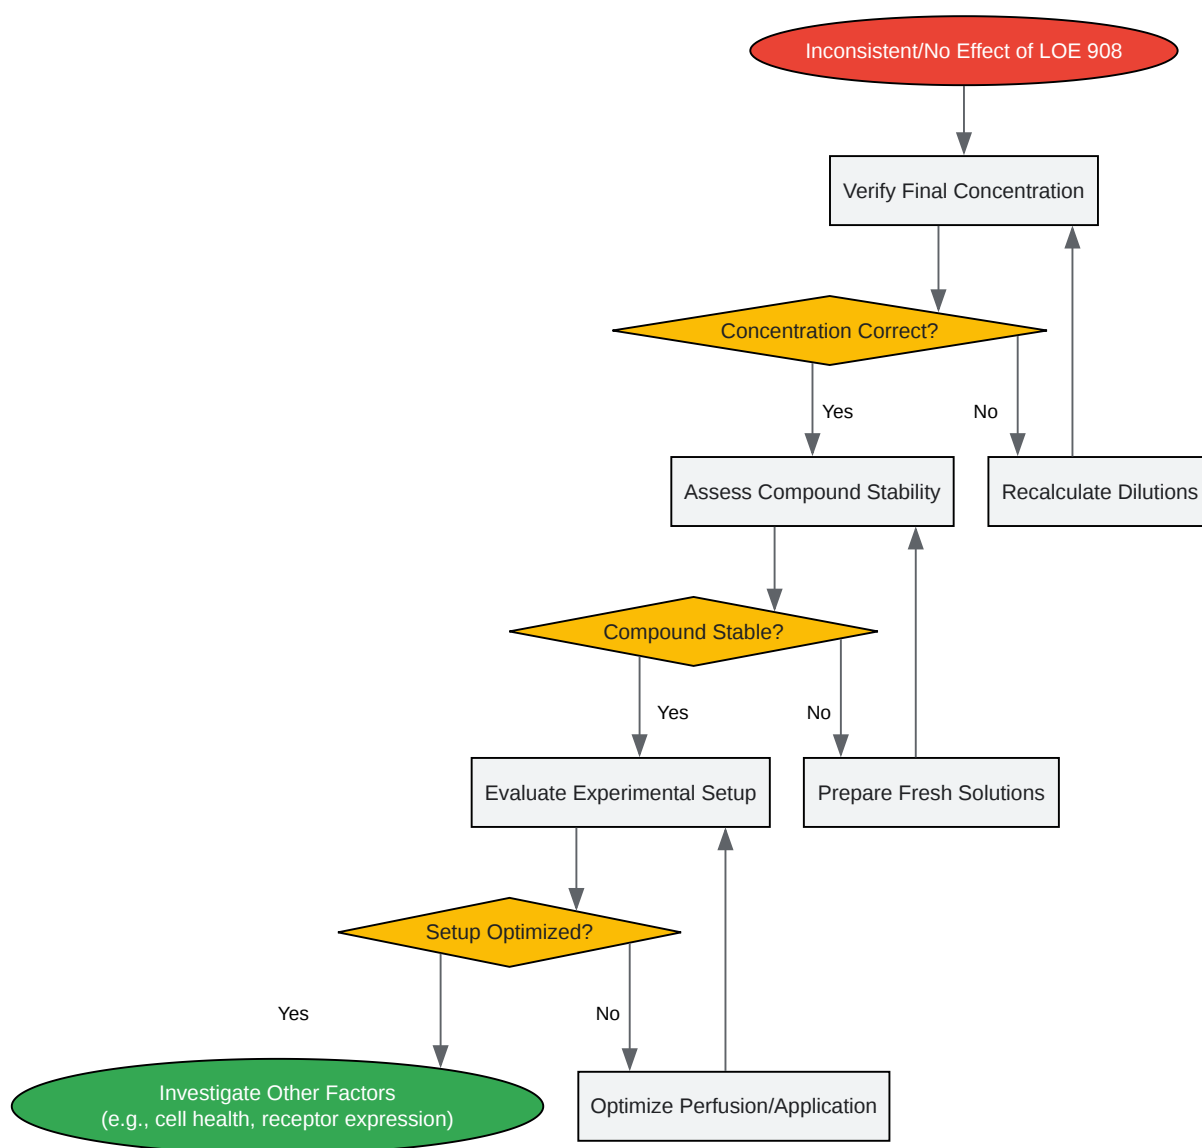 Inconsistent/No Effect of LOE 908
Verify Final Concentration
Concentration Correct?
Yes
No
Assess Compound Stability
Recalculate Dilutions
Compound Stable?
Yes
No
Evaluate Experimental Setup
Prepare Fresh Solutions
Setup Optimized?
Yes
No
Investigate Other Factors
(e.g., cell health, receptor expression)
Optimize Perfusion/Application